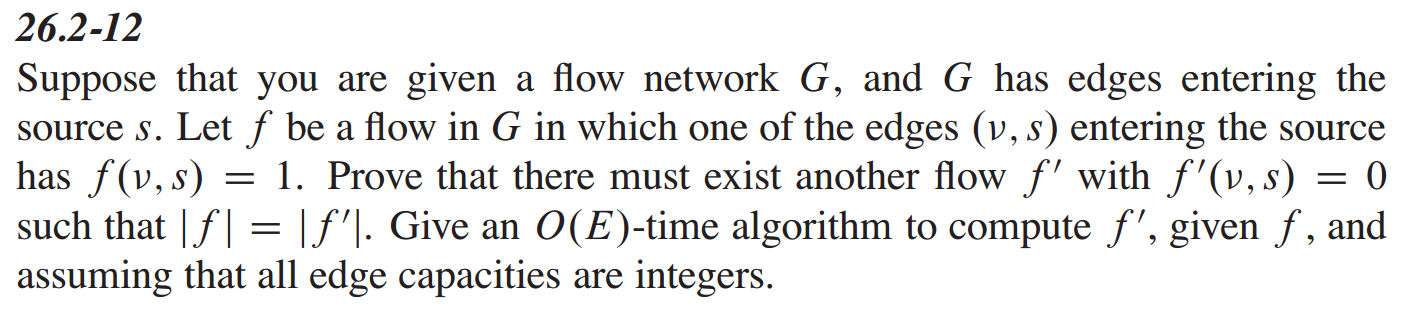 26.2-12
Suppose that you are given a flow network G, and G has edges entering the
source s. Let f be a flow in G in which one of the edges (v, s) entering the source
has f(v, s) = 1. Prove that there must exist another flow f′ with f′(v, s) = 0
such that |f| = |f′|. Give an O(E)-time algorithm to compute f′, given f, and
assuming that all edge capacities are integers.